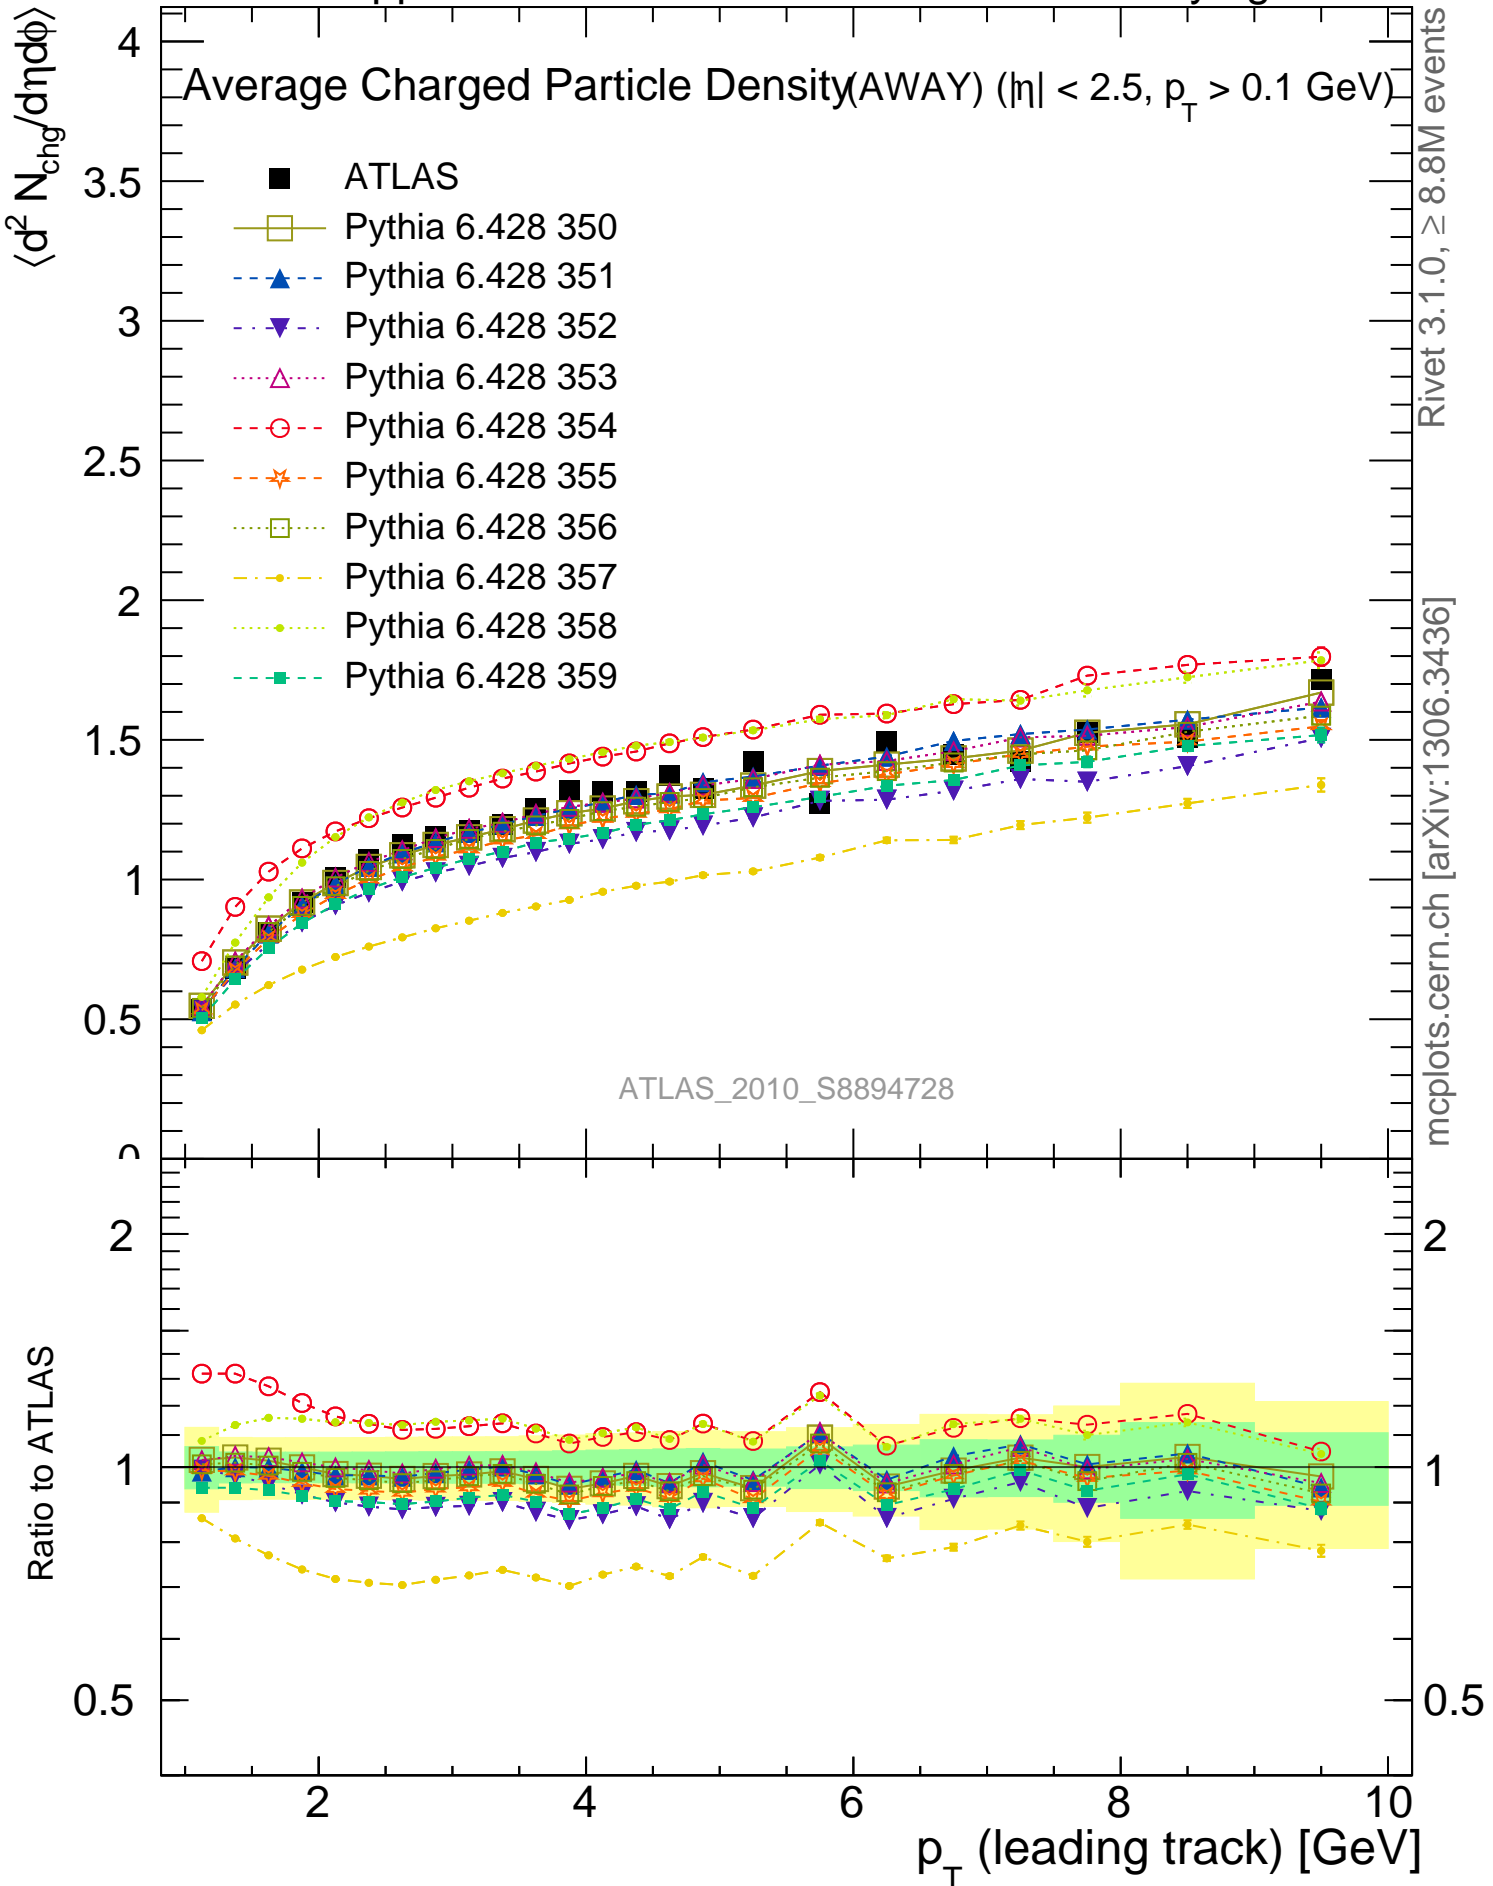 Average Charged Particle Density (AWAY) (|η| < 2.5, p_T > 0.1 GeV)
⟨d² N_chg/dηdϕ⟩
ATLAS
Pythia 6.428 350
Pythia 6.428 351
Pythia 6.428 352
Pythia 6.428 353
Pythia 6.428 354
Pythia 6.428 355
Pythia 6.428 356
Pythia 6.428 357
Pythia 6.428 358
Pythia 6.428 359
4
3.5
3
2.5
2
1.5
1
0.5
0
ATLAS_2010_S8894728
Rivet 3.1.0, ≥ 8.8M events
mcplots.cern.ch [arXiv:1306.3436]
Ratio to ATLAS
2
1
0.5
2
1
0.5
2
4
6
8
10
p_T (leading track) [GeV]